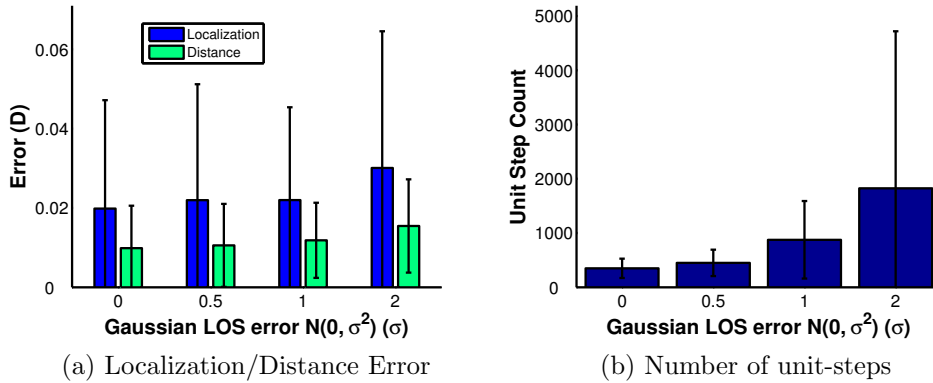 Localization
Distance
0.06
0.04
0.02
0
Error (D)
0 0.5 1 2
Gaussian LOS error N(0, σ²) (σ)
(a) Localization/Distance Error
5000
4000
3000
2000
1000
0
Unit Step Count
0 0.5 1 2
Gaussian LOS error N(0, σ²) (σ)
(b) Number of unit-steps